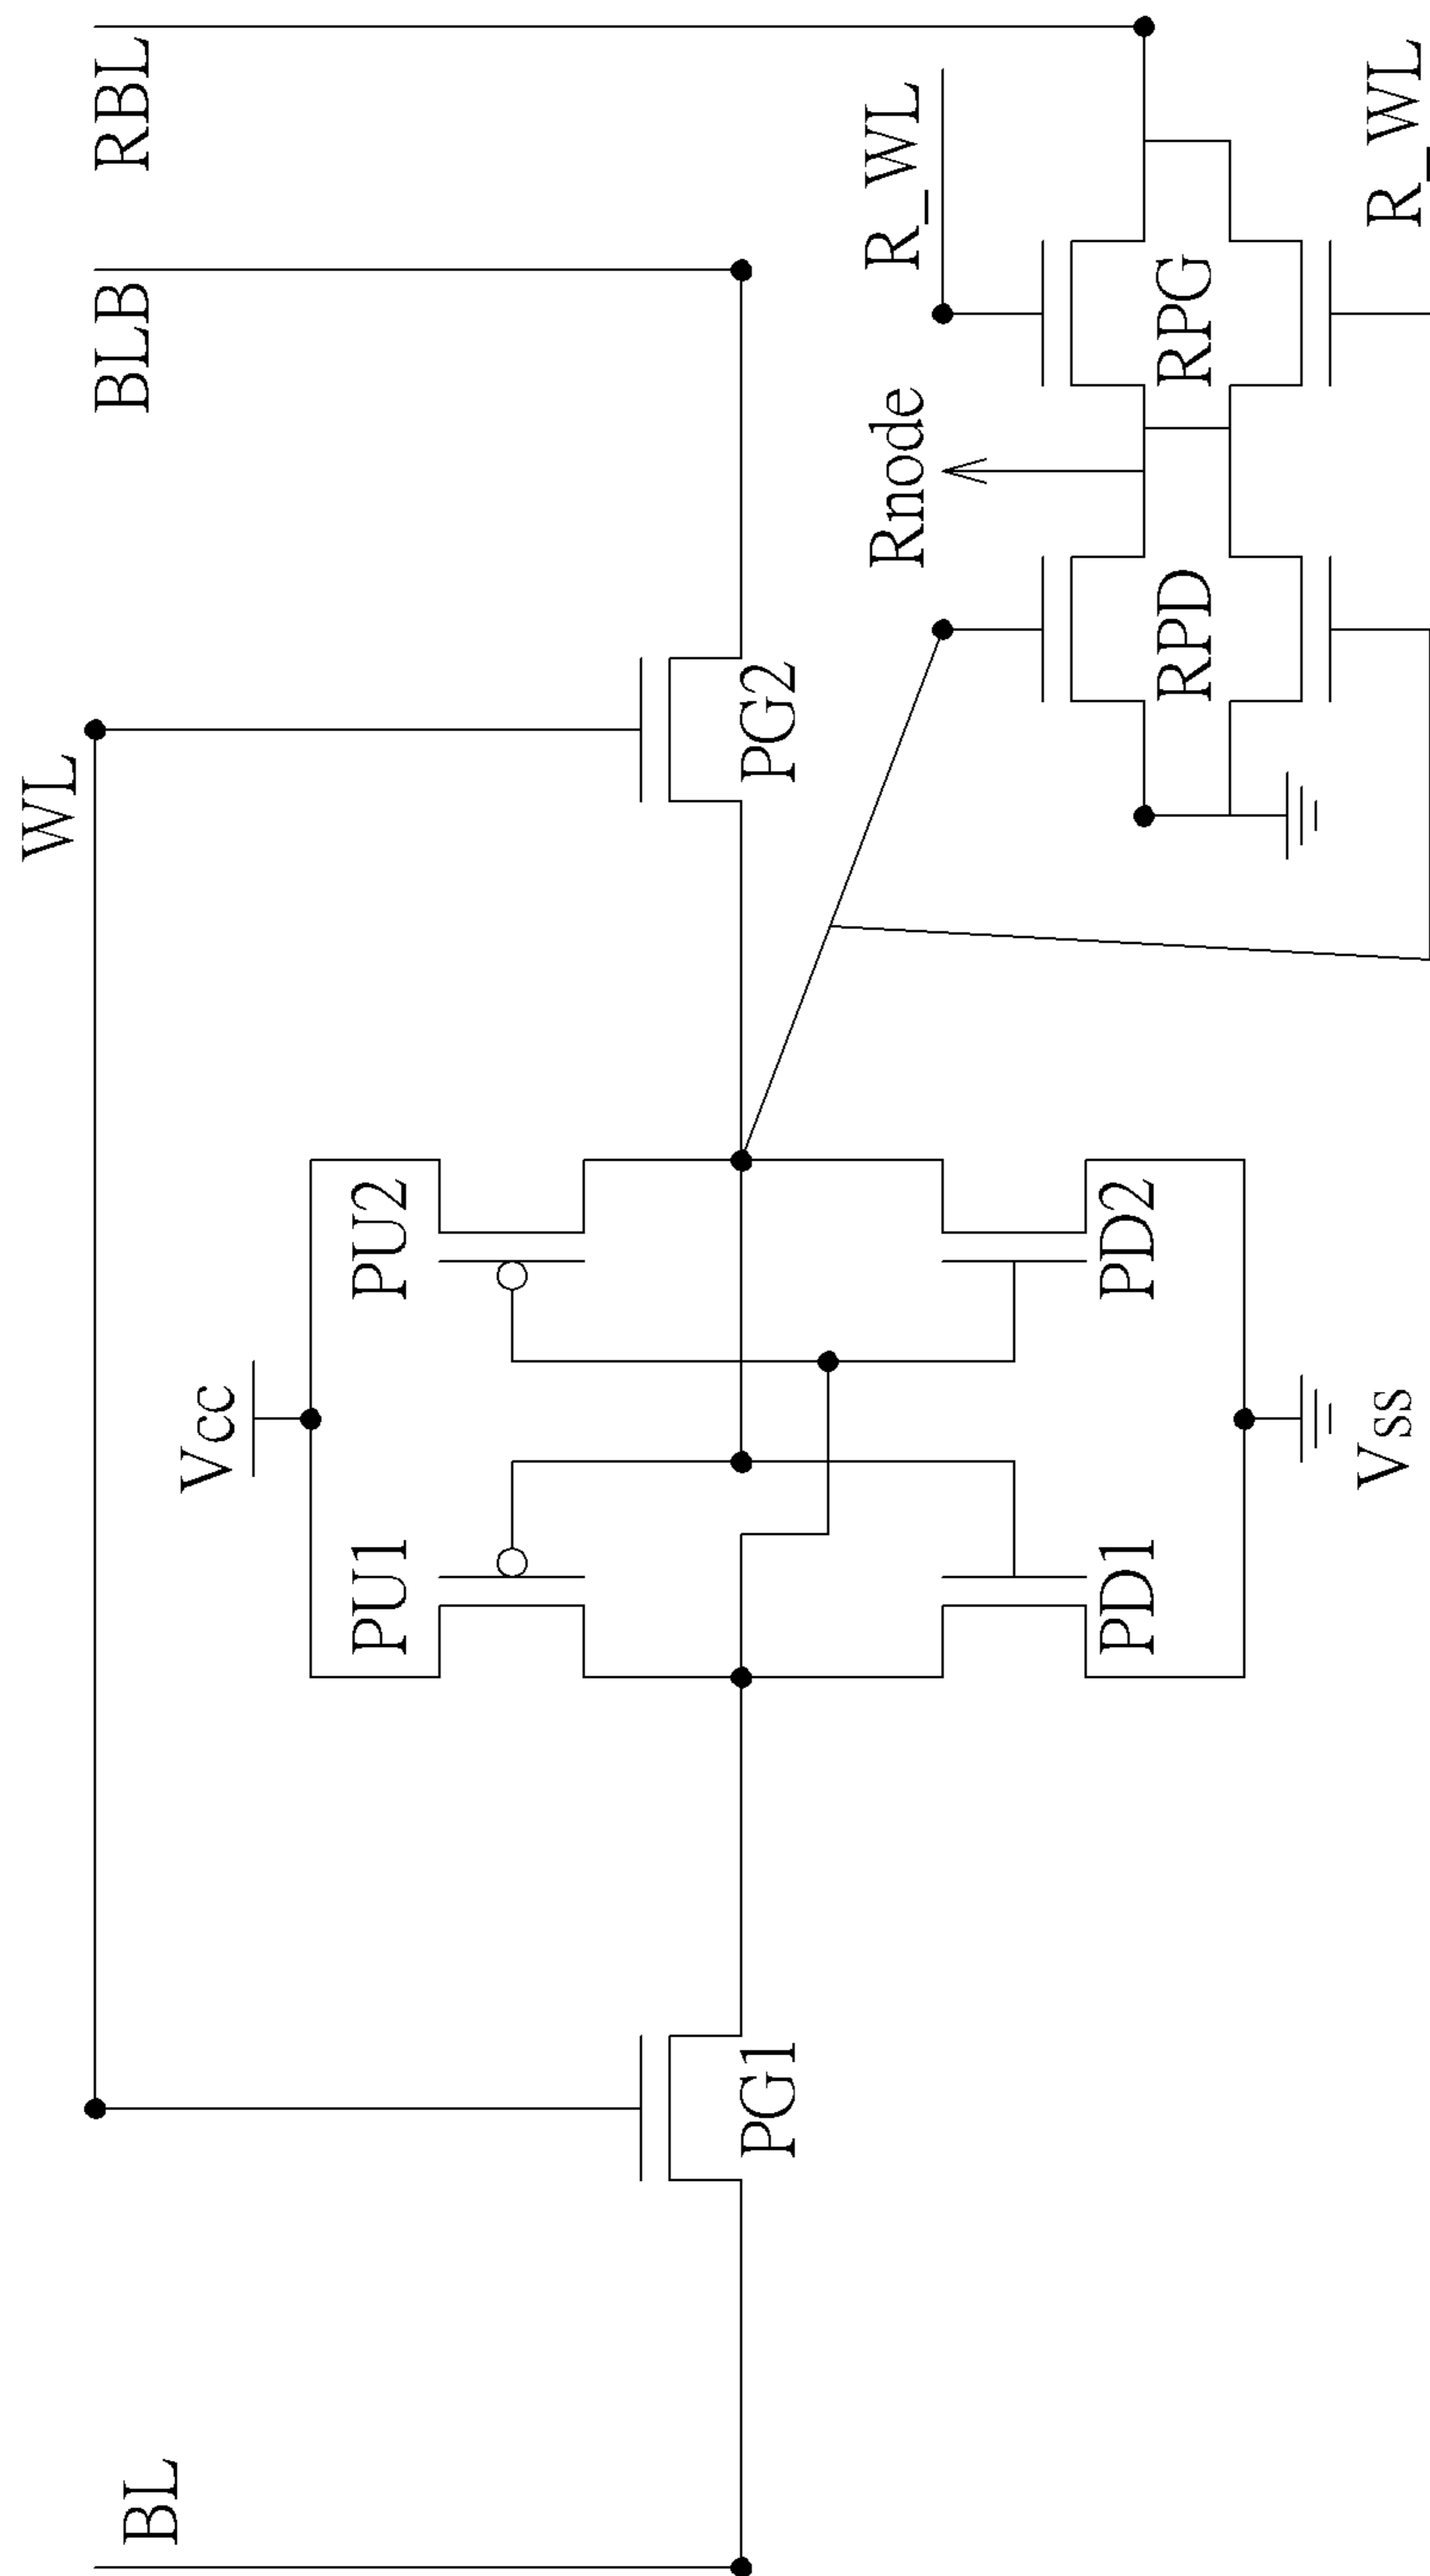 WL
BL
BLB
RBL
Vcc
PU1
PU2
PG1
PG2
Rnode
R_WL
PD1
PD2
RPD
RPG
Vss
R_WL